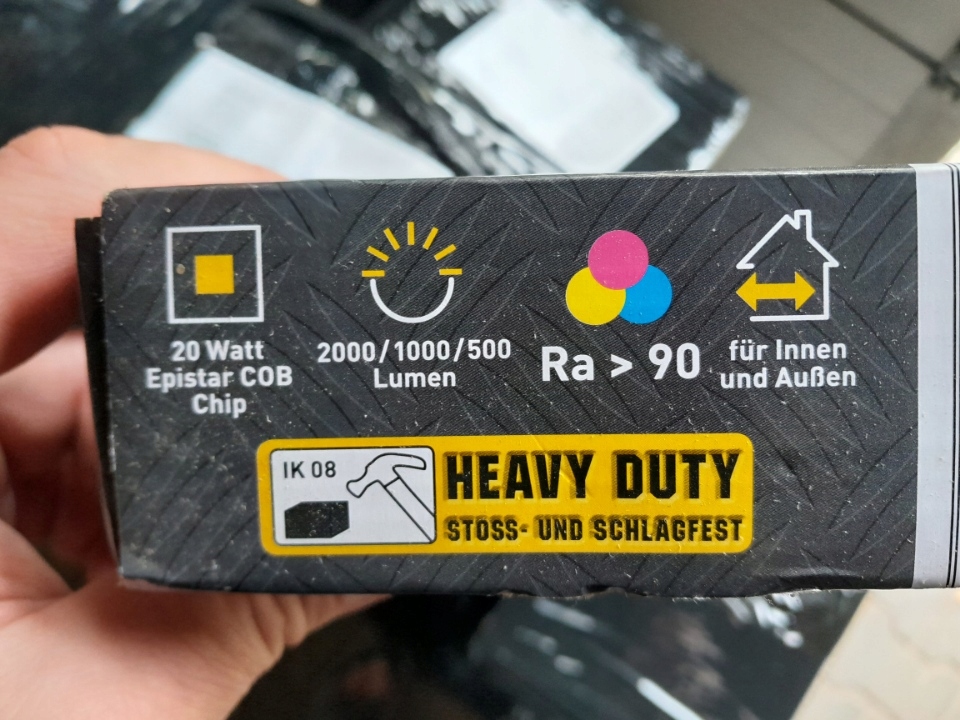 20 Watt
Epistar COB
Chip
2000/1000/500
Lumen
Ra > 90
für Innen
und Außen
IK 08
HEAVY DUTY
STOSS- UND SCHLAGFEST